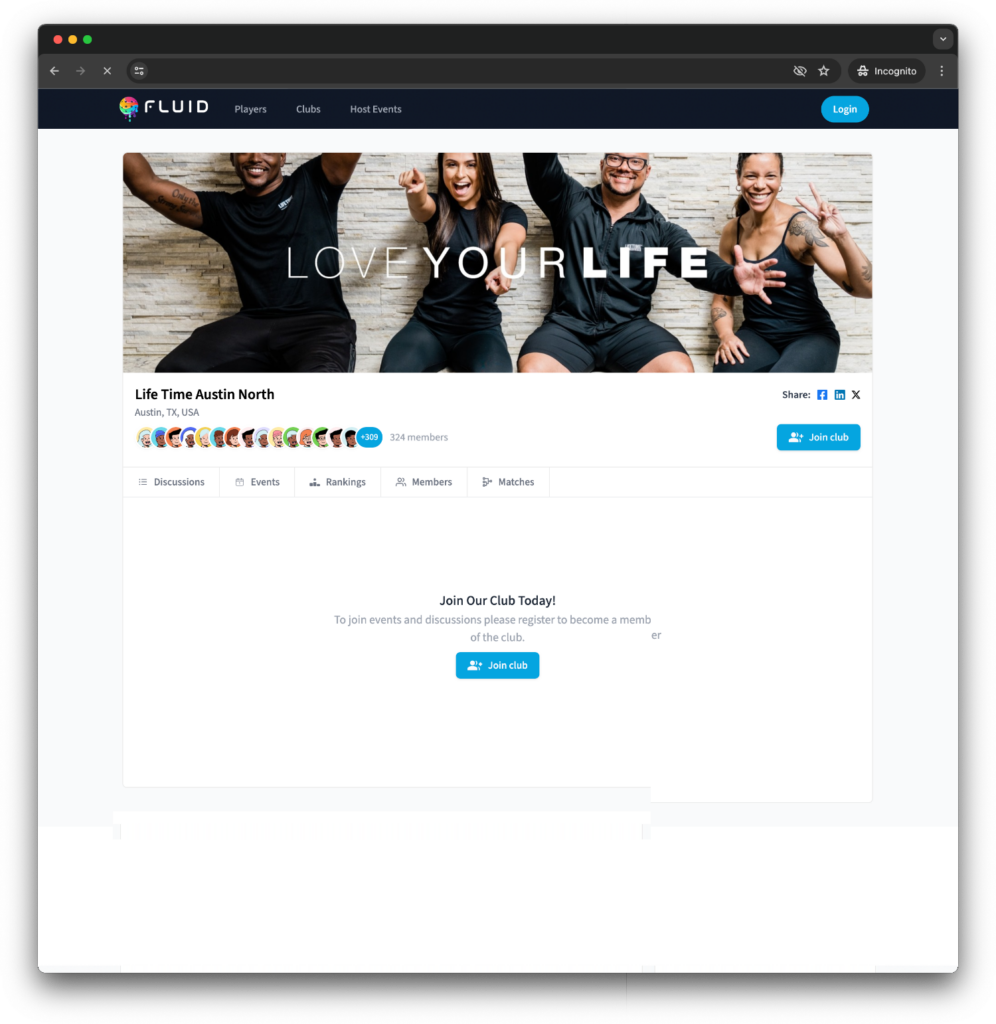 Incognito
FLUID
Players
Clubs
Host Events
Login
LOVE YOUR LIFE
Life Time Austin North
Share:
Austin, TX, USA
+309
324 members
Join club
Discussions
Events
Rankings
Members
Matches
Join Our Club Today!
To join events and discussions please register to become a memb
er
of the club.
Join club